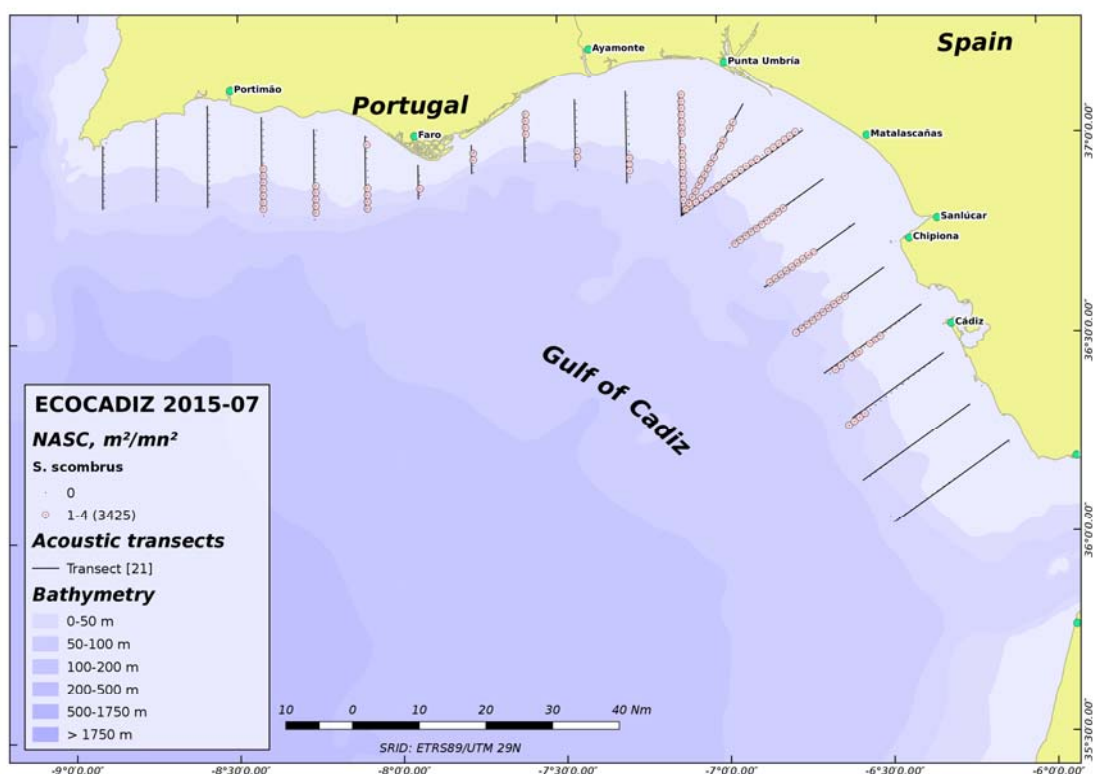 Spain
Ayamonte
Punta Umbría
Portimão
Portugal
Faro
Matalascañas
37°0'0.00"
Sanlúcar
Chipiona
Cádiz
36°30'0.00"
Gulf of Cadiz
ECOCADIZ 2015-07
NASC, m²/mn²
S. scombrus
0
1-4 (3425)
Acoustic transects
Transect [21]
Bathymetry
0-50 m
50-100 m
100-200 m
200-500 m
500-1750 m
> 1750 m
36°0'0.00"
10 0 10 20 30 40 Nm
SRID: ETRS89/UTM 29N
35°30'0.00"
-9°0'0.00" -8°30'0.00" -8°0'0.00" -7°30'0.00" -7°0'0.00" -6°30'0.00" -6°0'0.00"